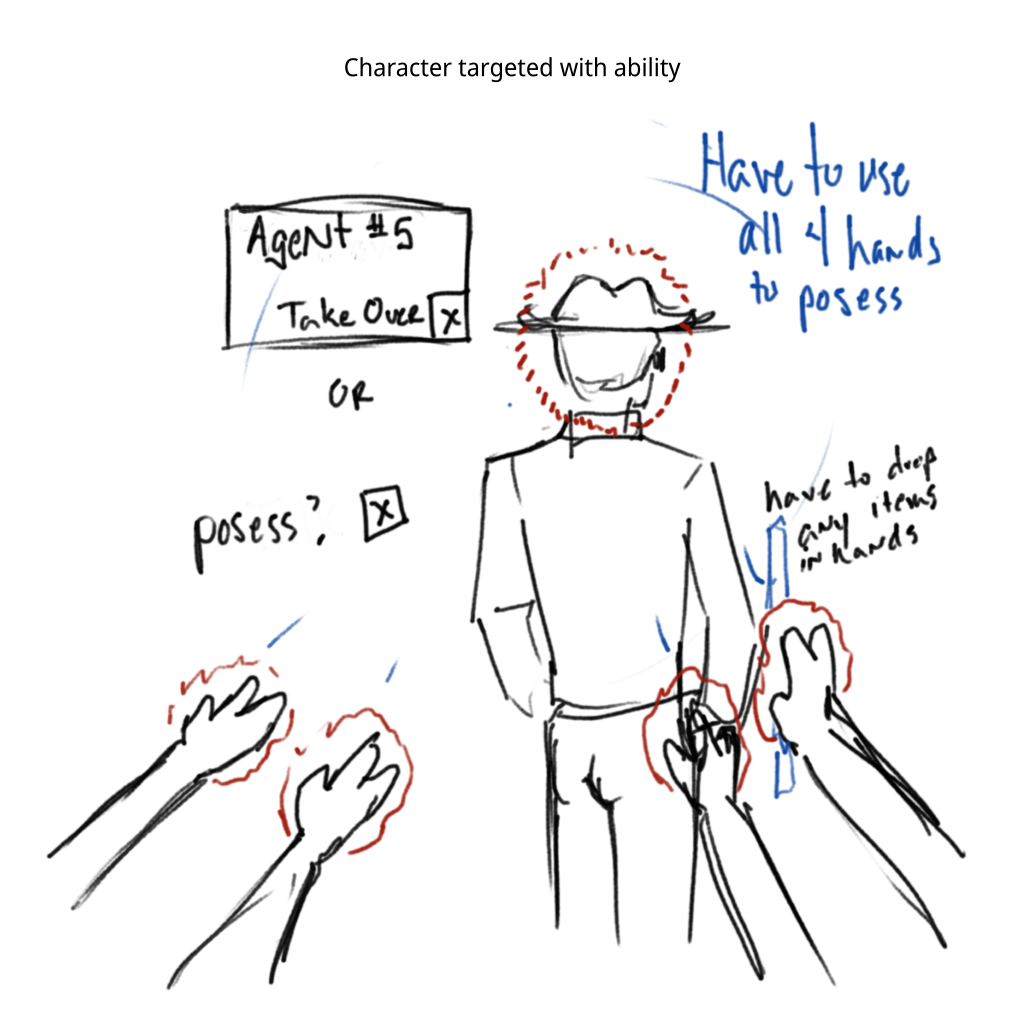 Character targeted with ability
Have to use
all 4 hands
to posess
Agent #5
Take Over X
OR
posess? X
have to drop
any items
in hands